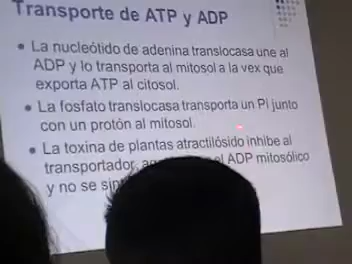 Transporte de ATP y ADP
La nucleótido de adenina translocasa une al
ADP y lo transporta al mitosol a la vex que
exporta ATP al citosol.
La fosfato translocasa transporta un Pi junto
con un protón al mitosol.
La toxina de plantas atractilósido inhibe al
transportador, el ADP mitosólico
y no se